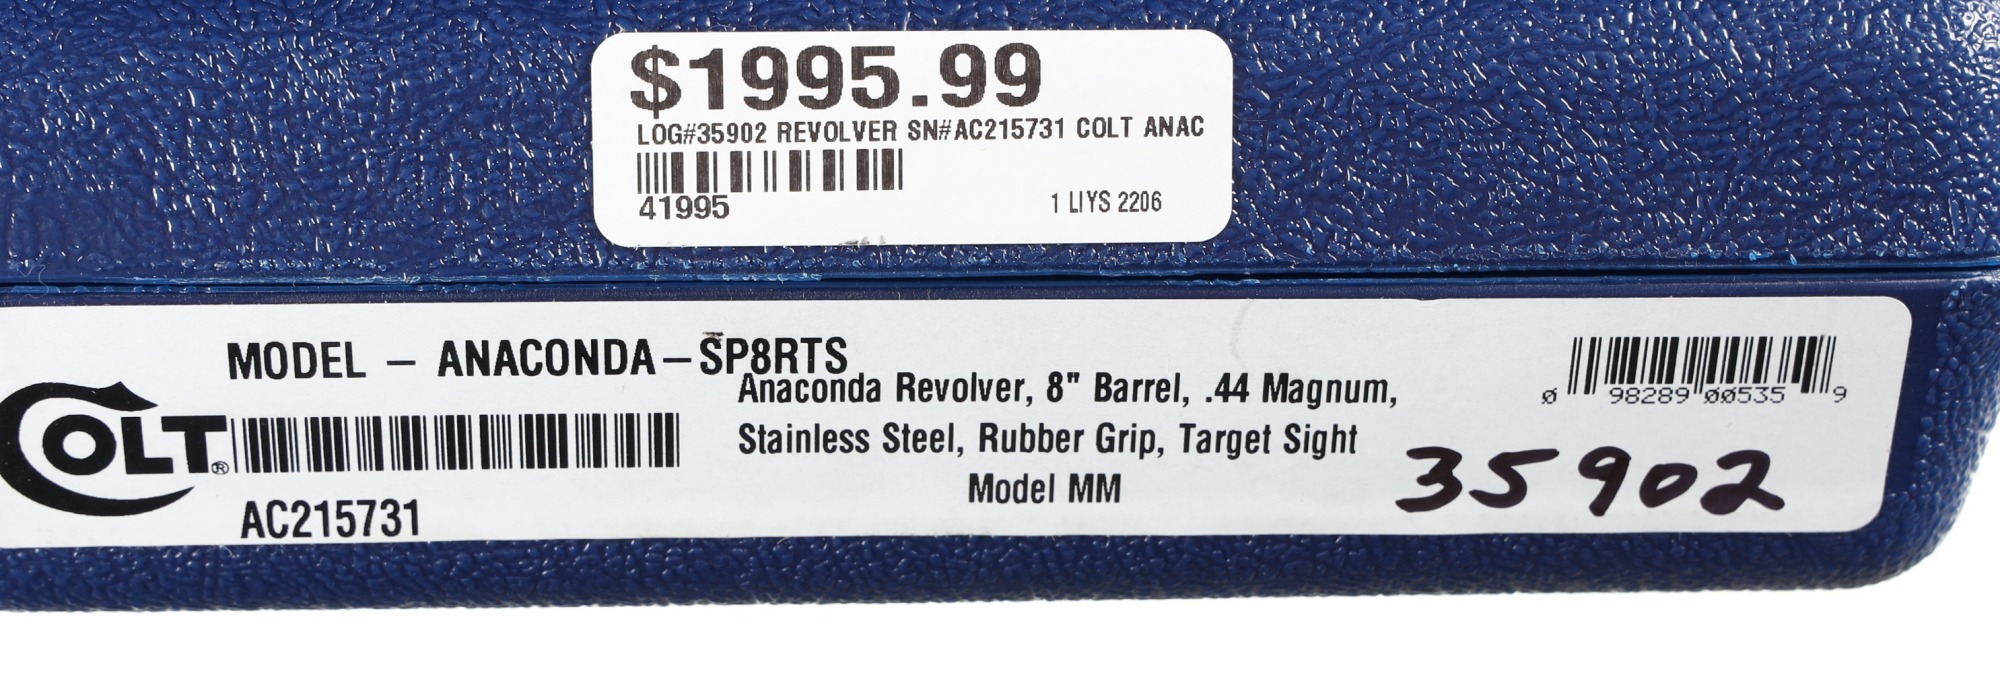 $1995.99
LOG#35902 REVOLVER SN#AC215731 COLT ANAC
41995 1 LIYS 2206
MODEL – ANACONDA–SP8RTS
COLT®
AC215731
Anaconda Revolver, 8" Barrel, .44 Magnum,
Stainless Steel, Rubber Grip, Target Sight
Model MM
0 98289 00535 9
35902